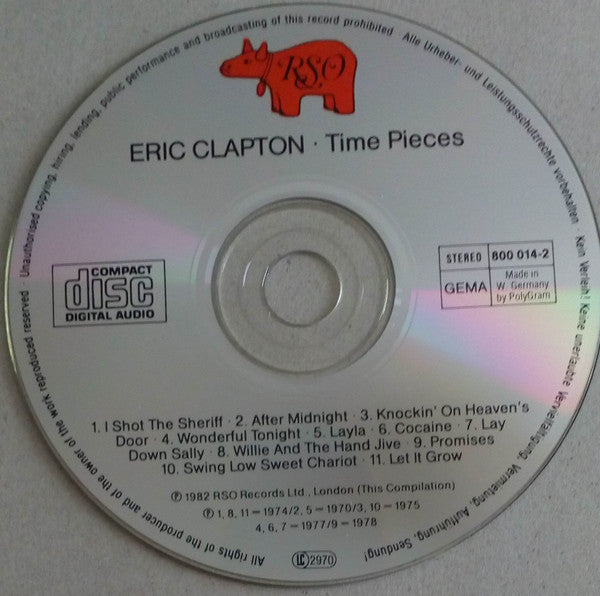 RSO
ERIC CLAPTON · Time Pieces
COMPACT
disc
DIGITAL AUDIO
STEREO 800 014-2
GEMA Made in
W. Germany
by PolyGram
1. I Shot The Sheriff · 2. After Midnight · 3. Knockin' On Heaven's
Door · 4. Wonderful Tonight · 5. Layla · 6. Cocaine · 7. Lay
Down Sally · 8. Willie And The Hand Jive · 9. Promises
10. Swing Low Sweet Chariot · 11. Let It Grow
℗ 1982 RSO Records Ltd., London (This Compilation)
℗ 1, 8, 11 – 1974/2, 5 – 1970/3, 10 – 1975
4, 6, 7 – 1977/9 – 1978
LC 2970
All rights of the producer and of the owner of the work reproduced reserved · Unauthorised copying, hiring, lending, public performance and broadcasting of this record prohibited · Alle Urheber- und Leistungsschutzrechte vorbehalten · Kein Verleih! Keine unerlaubte Vervielfältigung, Vermietung, Aufführung, Sendung!